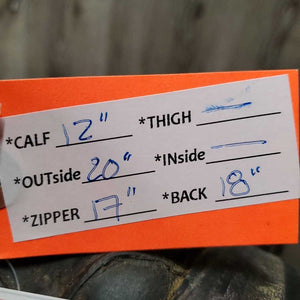 *CALF 12" *THIGH —
*OUTside 20" *INside —
*ZIPPER 17" *BACK 18"